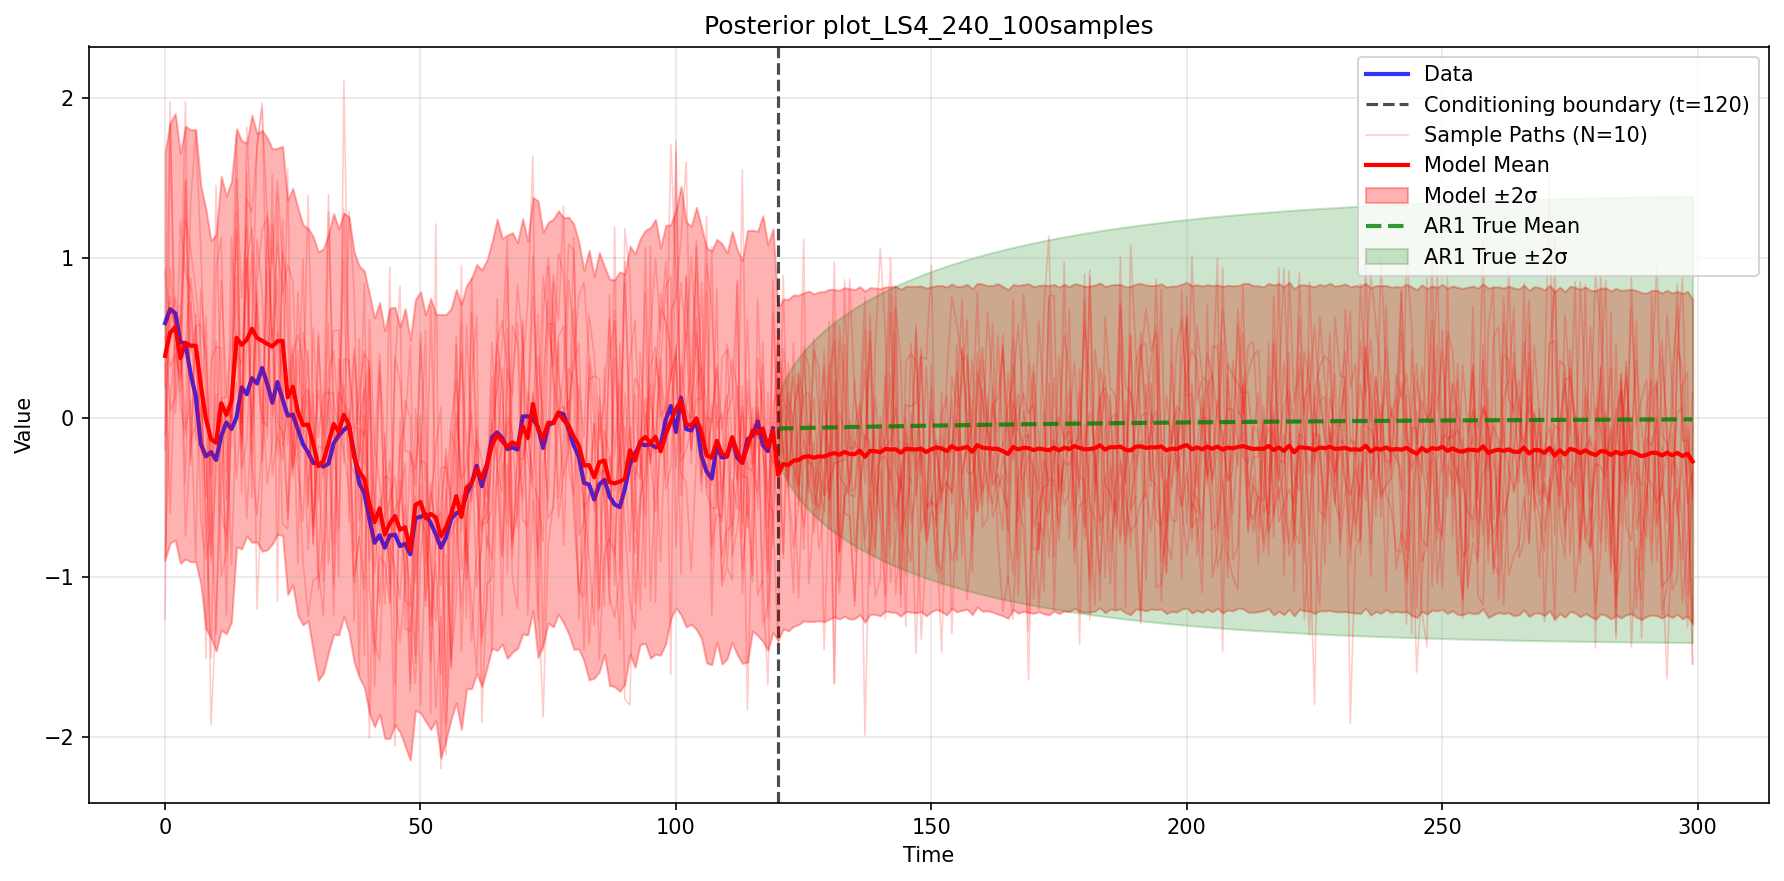 Posterior plot_LS4_240_100samples
Data
Conditioning boundary (t=120)
Sample Paths (N=10)
Model Mean
Model ±2σ
AR1 True Mean
AR1 True ±2σ
Value
2
1
0
−1
−2
0
50
100
150
200
250
300
Time